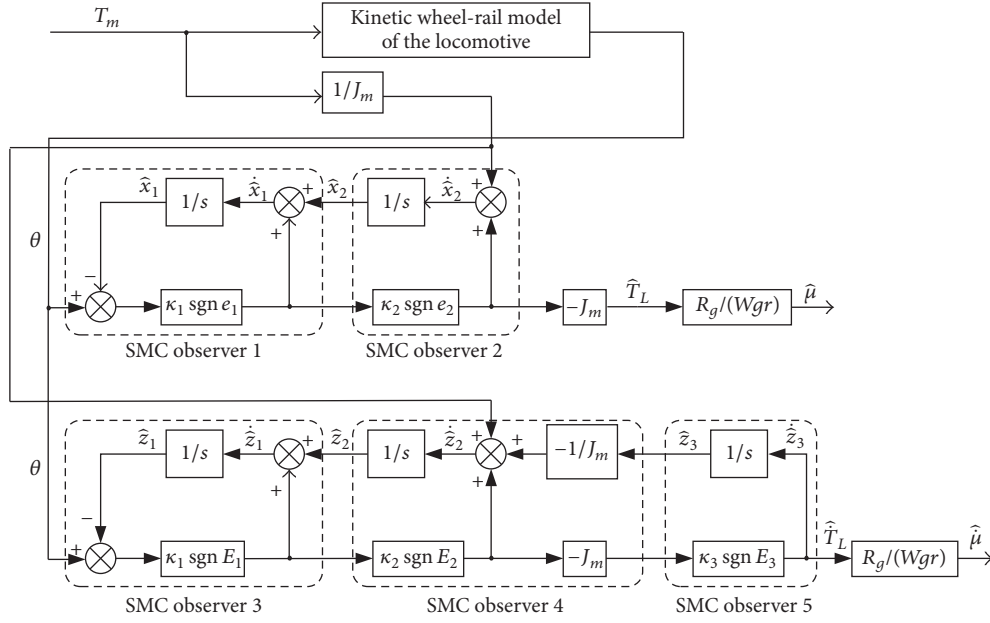 T_m
Kinetic wheel-rail model
of the locomotive
1/J_m
x̂_1
1/s
ẋ̂_1
+
x̂_2
1/s
ẋ̂_2
+
+
+
θ
−
+
κ_1 sgn e_1
κ_2 sgn e_2
−J_m
T̂_L
R_g/(Wgr)
μ̂
SMC observer 1
SMC observer 2
ẑ_1
1/s
ż̂_1
+
ẑ_2
1/s
ż̂_2
+
+
−1/J_m
ẑ_3
1/s
ż̂_3
+
+
θ
−
+
κ_1 sgn E_1
κ_2 sgn E_2
−J_m
κ_3 sgn E_3
Ṫ̂_L
R_g/(Wgr)
μ̇̂
SMC observer 3
SMC observer 4
SMC observer 5